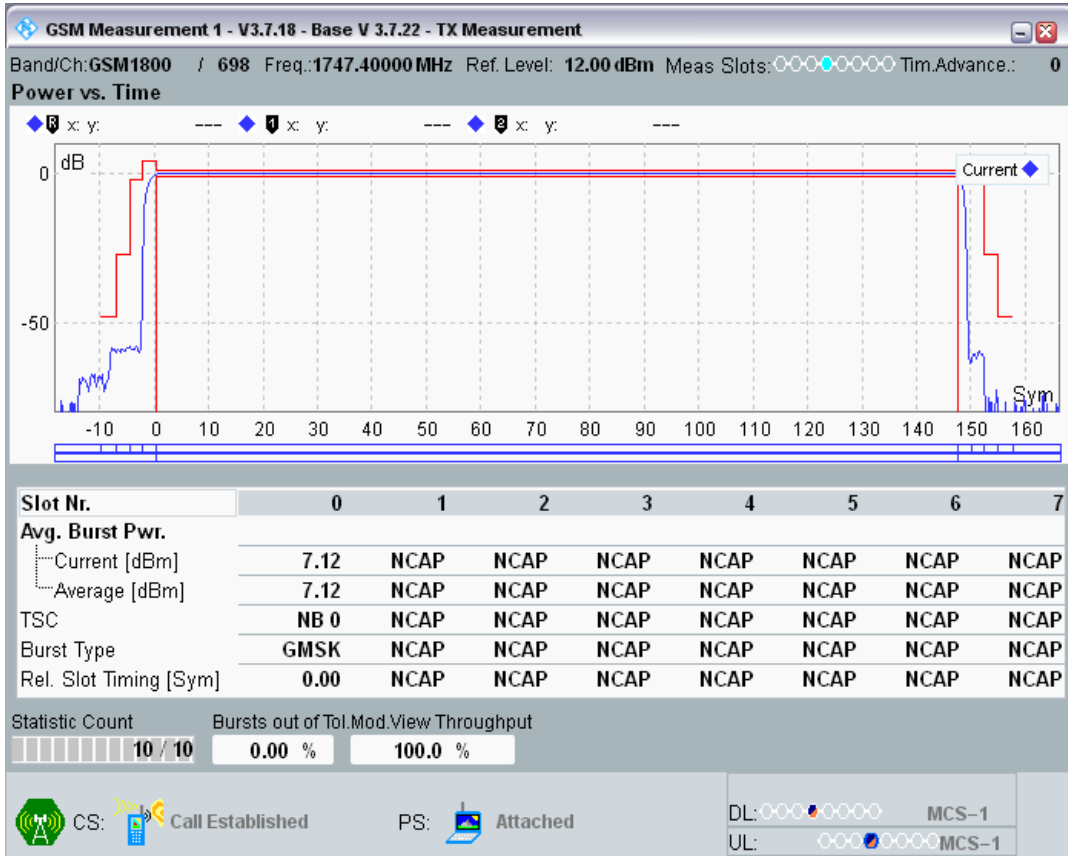 GSM Measurement 1 - V3.7.18 - Base V 3.7.22 - TX Measurement
Band/Ch:GSM1800 / 698 Freq.:1747.40000 MHz Ref. Level: 12.00 dBm Meas Slots: Tim.Advance.: 0
Power vs. Time
R x: y: --- 1 x: y: --- 2 x: y: ---
dB
0
Current
-50
Sym
-10 0 10 20 30 40 50 60 70 80 90 100 110 120 130 140 150 160
Slot Nr. 0 1 2 3 4 5 6 7
Avg. Burst Pwr.
Current [dBm] 7.12 NCAP NCAP NCAP NCAP NCAP NCAP NCAP
Average [dBm] 7.12 NCAP NCAP NCAP NCAP NCAP NCAP NCAP
TSC NB 0 NCAP NCAP NCAP NCAP NCAP NCAP NCAP
Burst Type GMSK NCAP NCAP NCAP NCAP NCAP NCAP NCAP
Rel. Slot Timing [Sym] 0.00 NCAP NCAP NCAP NCAP NCAP NCAP NCAP
Statistic Count Bursts out of Tol.Mod.View Throughput
10 / 10 0.00 % 100.0 %
CS: Call Established PS: Attached
DL: MCS-1
UL: MCS-1